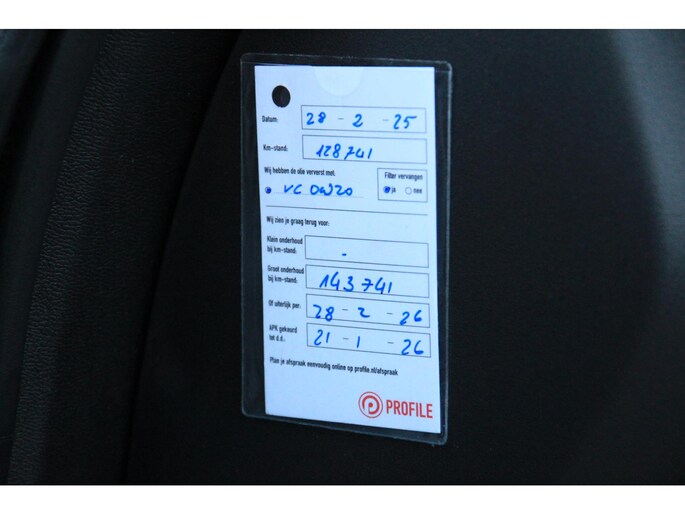 Datum: 28 - 2 - 25
Km-stand: 128741
Wij hebben de olie ververst met: Filter vervangen
VC 0W20 ja nee
Wij zien je graag terug voor:
Klein onderhoud
bij km-stand: -
Groot onderhoud
bij km-stand: 143741
Of uiterlijk per: 28 - 2 - 26
APK gekeurd
tot d.d.: 21 - 1 - 26
Plan je afspraak eenvoudig online op profile.nl/afspraak
PROFILE